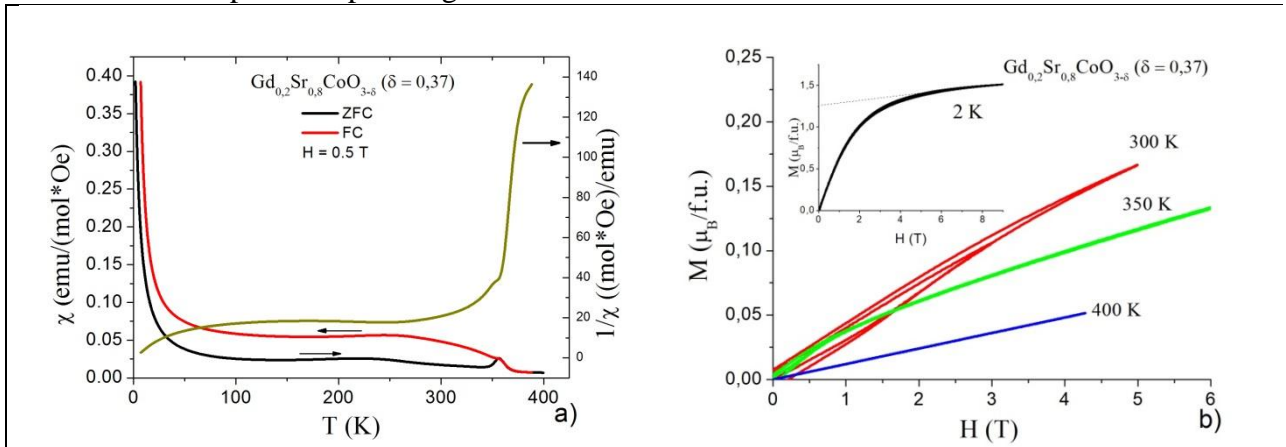 0.40
0.35
0.30
0.25
0.20
0.15
0.10
0.05
0.00
χ (emu/(mol*Oe)
Gd0,2Sr0,8CoO3-δ (δ = 0,37)
ZFC
FC
H = 0.5 T
140
120
100
80
60
40
20
0
1/χ ((mol*Oe)/emu)
0 100 200 300 400
T (K)
a)
0,25
0,20
0,15
0,10
0,05
0,00
M (μB/f.u.)
Gd0,2Sr0,8CoO3-δ (δ = 0,37)
1,5
1,0
0,5
0,0
M (μB/f.u.)
2 K
0 2 4 6 8
H (T)
300 K
350 K
400 K
0 1 2 3 4 5 6
H (T)
b)